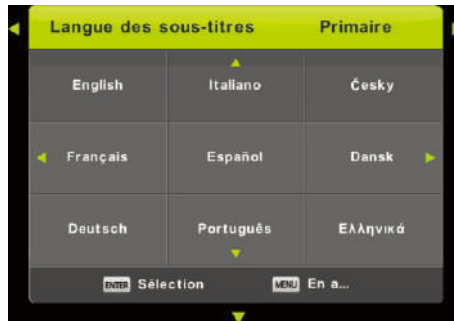 Langue des sous-titres Primaire
English Italiano Česky
Français Español Dansk
Deutsch Português Ελληνικά
ENTER Sélection MENU En a...